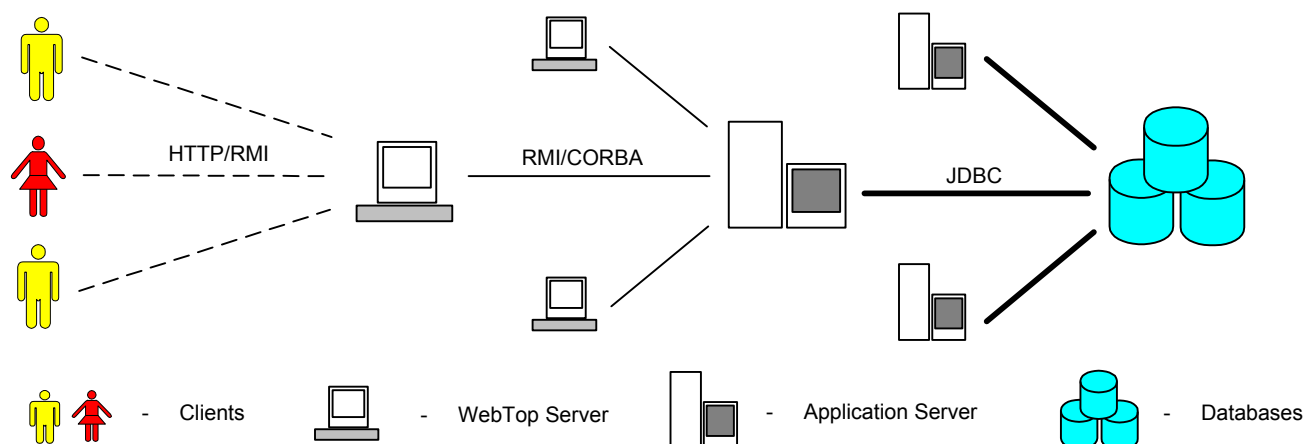 HTTP/RMI
RMI/CORBA
JDBC
- Clients
- WebTop Server
- Application Server
- Databases